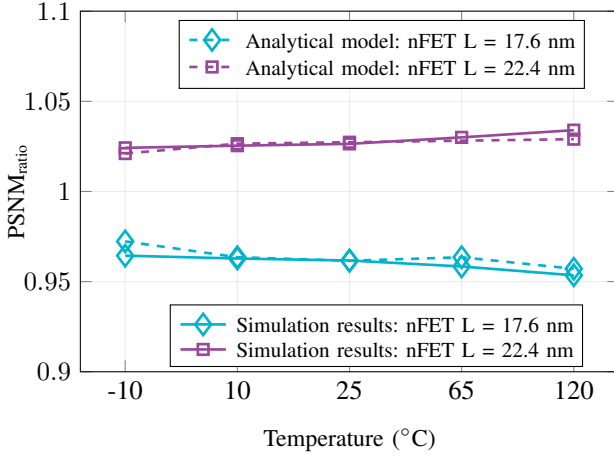 1.1
Analytical model: nFET L = 17.6 nm
Analytical model: nFET L = 22.4 nm
1.05
1
PSNM_ratio
0.95
Simulation results: nFET L = 17.6 nm
Simulation results: nFET L = 22.4 nm
0.9
-10 10 25 65 120
Temperature (°C)